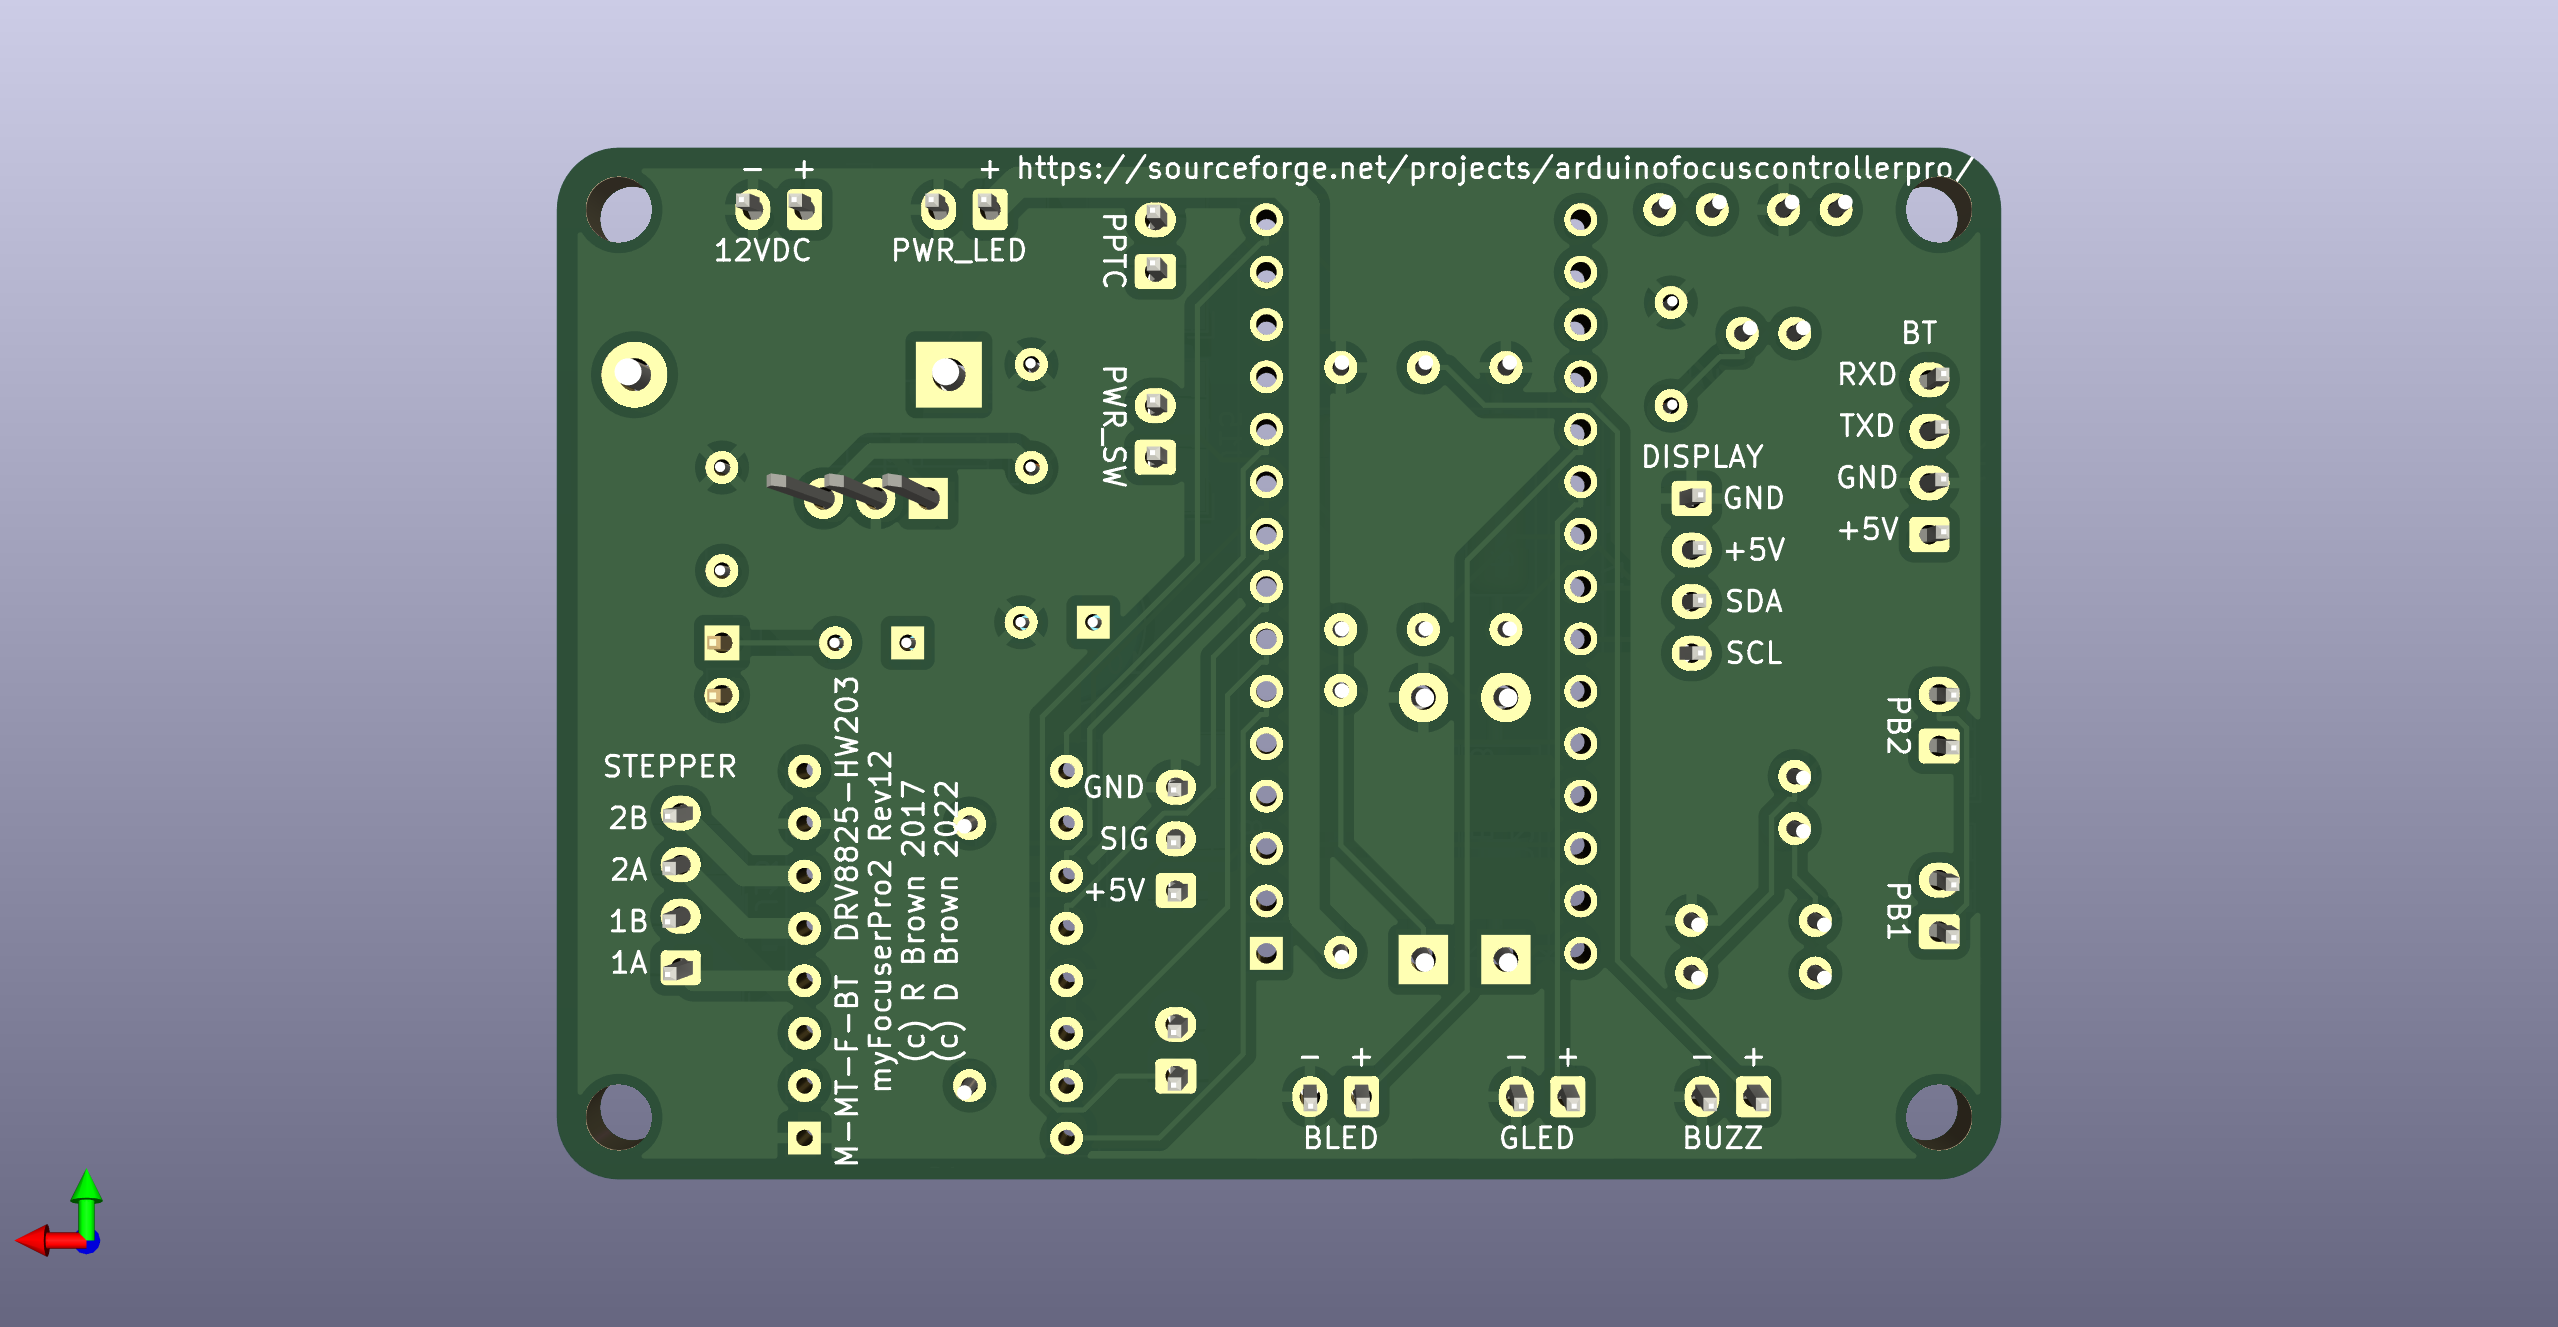 https://sourceforge.net/projects/arduinofocuscontrollerpro/
- +
12VDC
+
PWR_LED
PPTC
PWR_SW
BT
RXD
TXD
GND
+5V
DISPLAY
GND
+5V
SDA
SCL
PB2
PB1
STEPPER
2B
2A
1B
1A
M-MT-F-BT DRV8825-HW203
myFocuserPro2 Rev12
(c) R Brown 2017
(c) D Brown 2022
GND
SIG
+5V
- +
BLED
- +
GLED
- +
BUZZ